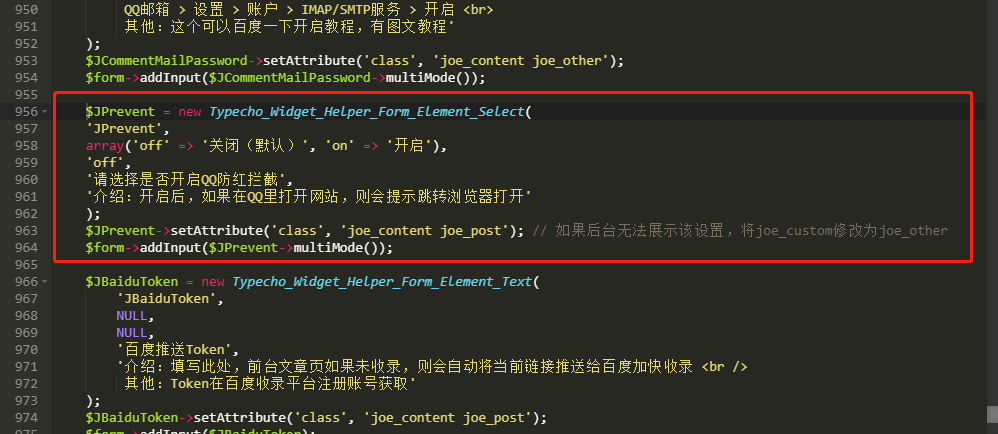 950 QQ邮箱 > 设置 > 账户 > IMAP/SMTP服务 > 开启 <br>
951 其他：这个可以百度一下开启教程，有图文教程'
952 );
953 $JCommentMailPassword->setAttribute('class', 'joe_content joe_other');
954 $form->addInput($JCommentMailPassword->multiMode());
955
956 $JPrevent = new Typecho_Widget_Helper_Form_Element_Select(
957 'JPrevent',
958 array('off' => '关闭（默认）', 'on' => '开启'),
959 'off',
960 '请选择是否开启QQ防红拦截',
961 '介绍：开启后，如果在QQ里打开网站，则会提示跳转浏览器打开'
962 );
963 $JPrevent->setAttribute('class', 'joe_content joe_post'); // 如果后台无法展示该设置，将joe_custom修改为joe_other
964 $form->addInput($JPrevent->multiMode());
965
966 $JBaiduToken = new Typecho_Widget_Helper_Form_Element_Text(
967 'JBaiduToken',
968 NULL,
969 NULL,
970 '百度推送Token',
971 '介绍：填写此处，前台文章页如果未收录，则会自动将当前链接推送给百度加快收录 <br />
972 其他：Token在百度收录平台注册账号获取'
973 );
974 $JBaiduToken->setAttribute('class', 'joe_content joe_post');
975 $form->addInput($JBaiduToken);